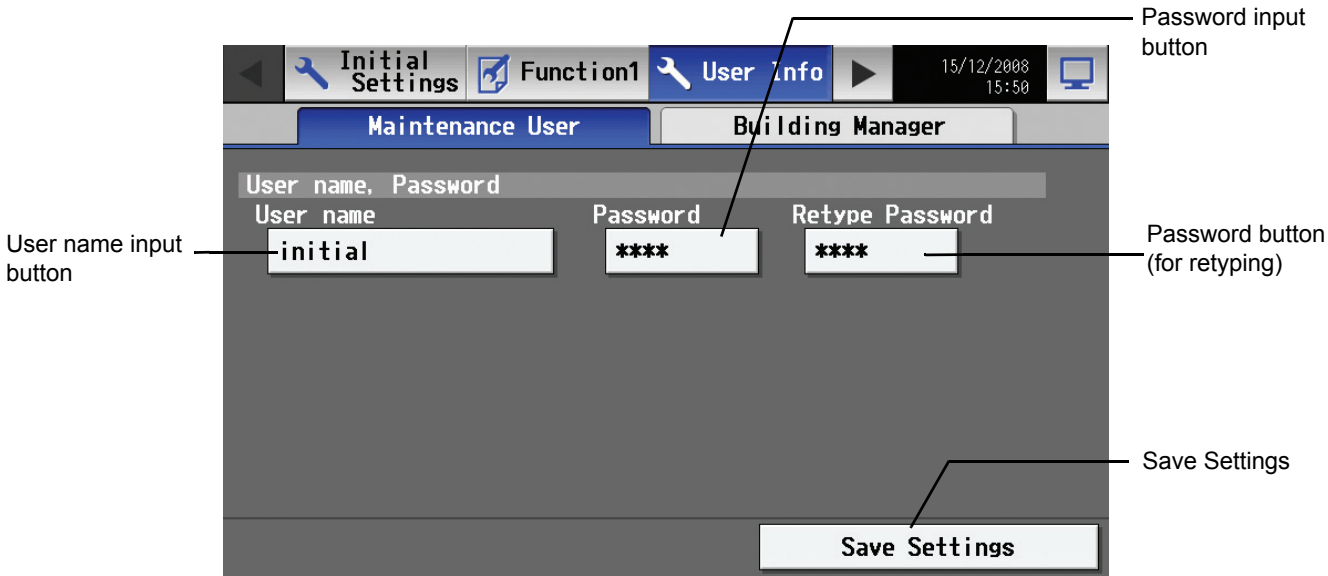 Password input
button
Initial
Settings
Function1
User Info
15/12/2008
15:50
Maintenance User
Building Manager
User name, Password
User name
Password
Retype Password
User name input
button
initial
****
****
Password button
(for retyping)
Save Settings
Save Settings